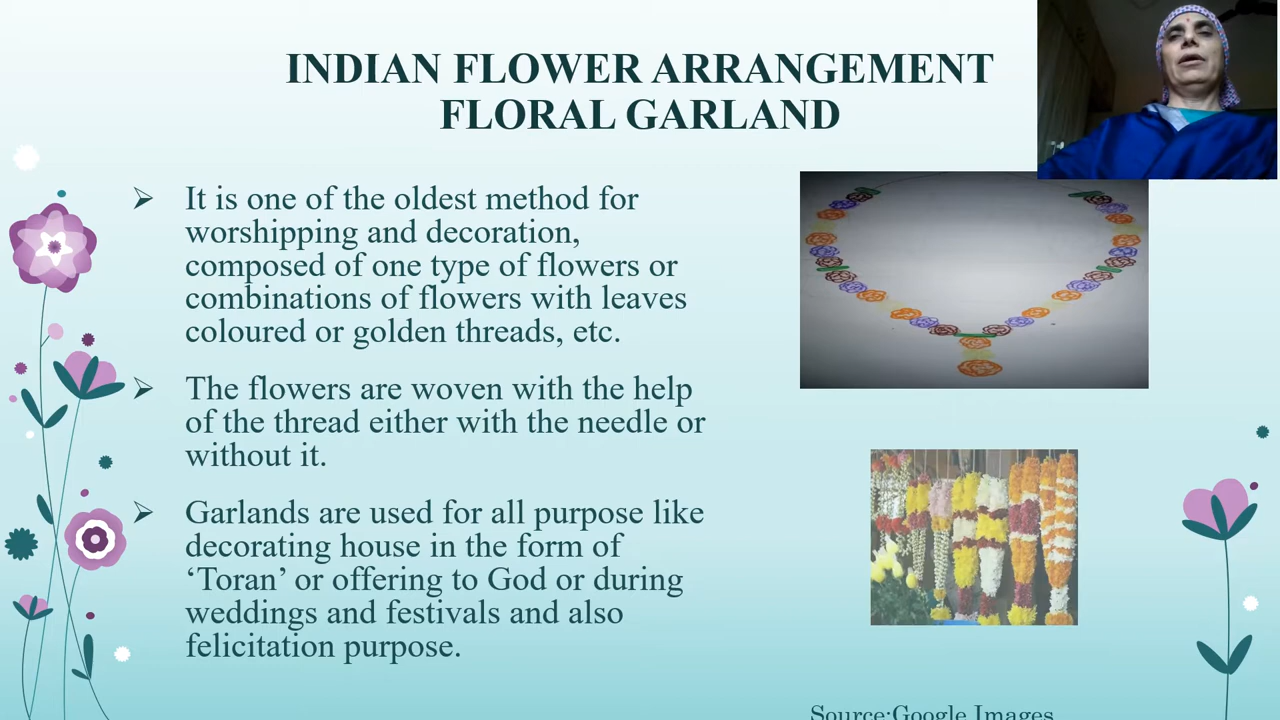 INDIAN FLOWER ARRANGEMENT
FLORAL GARLAND
It is one of the oldest method for
worshipping and decoration,
composed of one type of flowers or
combinations of flowers with leaves
coloured or golden threads, etc.
The flowers are woven with the help
of the thread either with the needle or
without it.
Garlands are used for all purpose like
decorating house in the form of
‘Toran’ or offering to God or during
weddings and festivals and also
felicitation purpose.
Source:Google Images